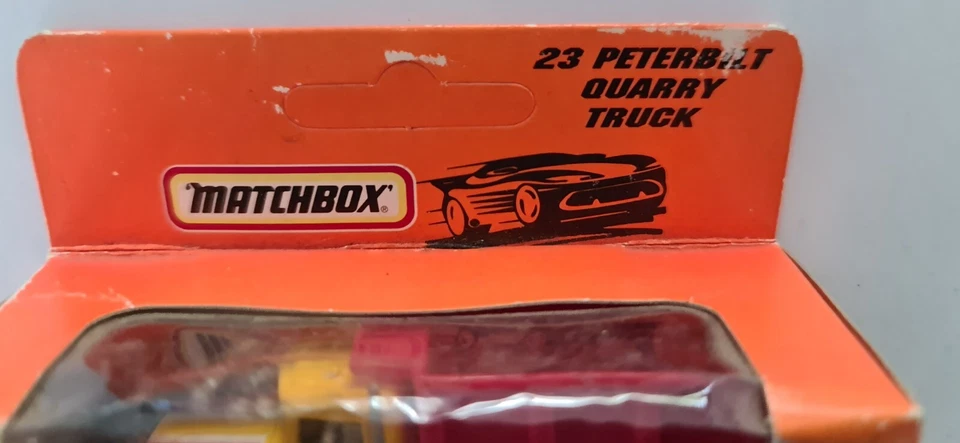 23 PETERBILT
QUARRY
TRUCK
'MATCHBOX'®